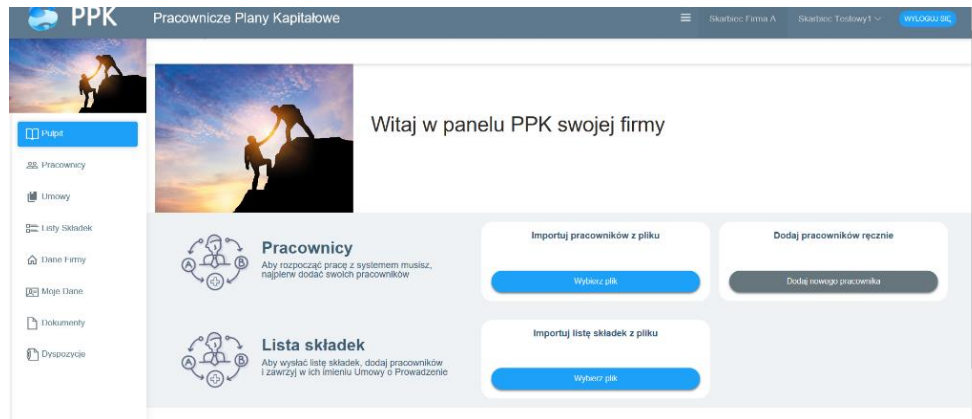 PPK
Pracownicze Plany Kapitałowe
Skarbiec Firma A
Skarbiec Testowy1
WYLOGUJ SIĘ
Pulpit
Pracownicy
Umowy
Listy Składek
Dane Firmy
Moje Dane
Dokumenty
Dyspozycje
Witaj w panelu PPK swojej firmy
Pracownicy
Aby rozpocząć pracę z systemem musisz,
najpierw dodać swoich pracowników
Importuj pracowników z pliku
Wybierz plik
Dodaj pracowników ręcznie
Dodaj nowego pracownika
A
B
Lista składek
Aby wysłać listę składek, dodaj pracowników
i zawrzyj w ich imieniu Umowy o Prowadzenie
Importuj listę składek z pliku
Wybierz plik
A
B